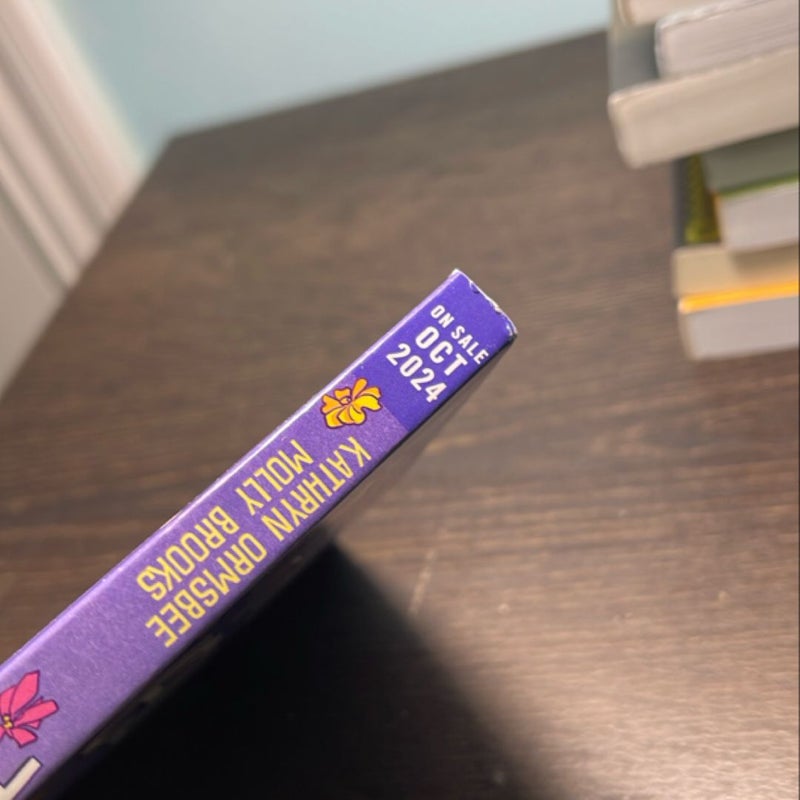 ON SALE
OCT
2024
KATHRYN ORMSBEE
MOLLY BROOKS